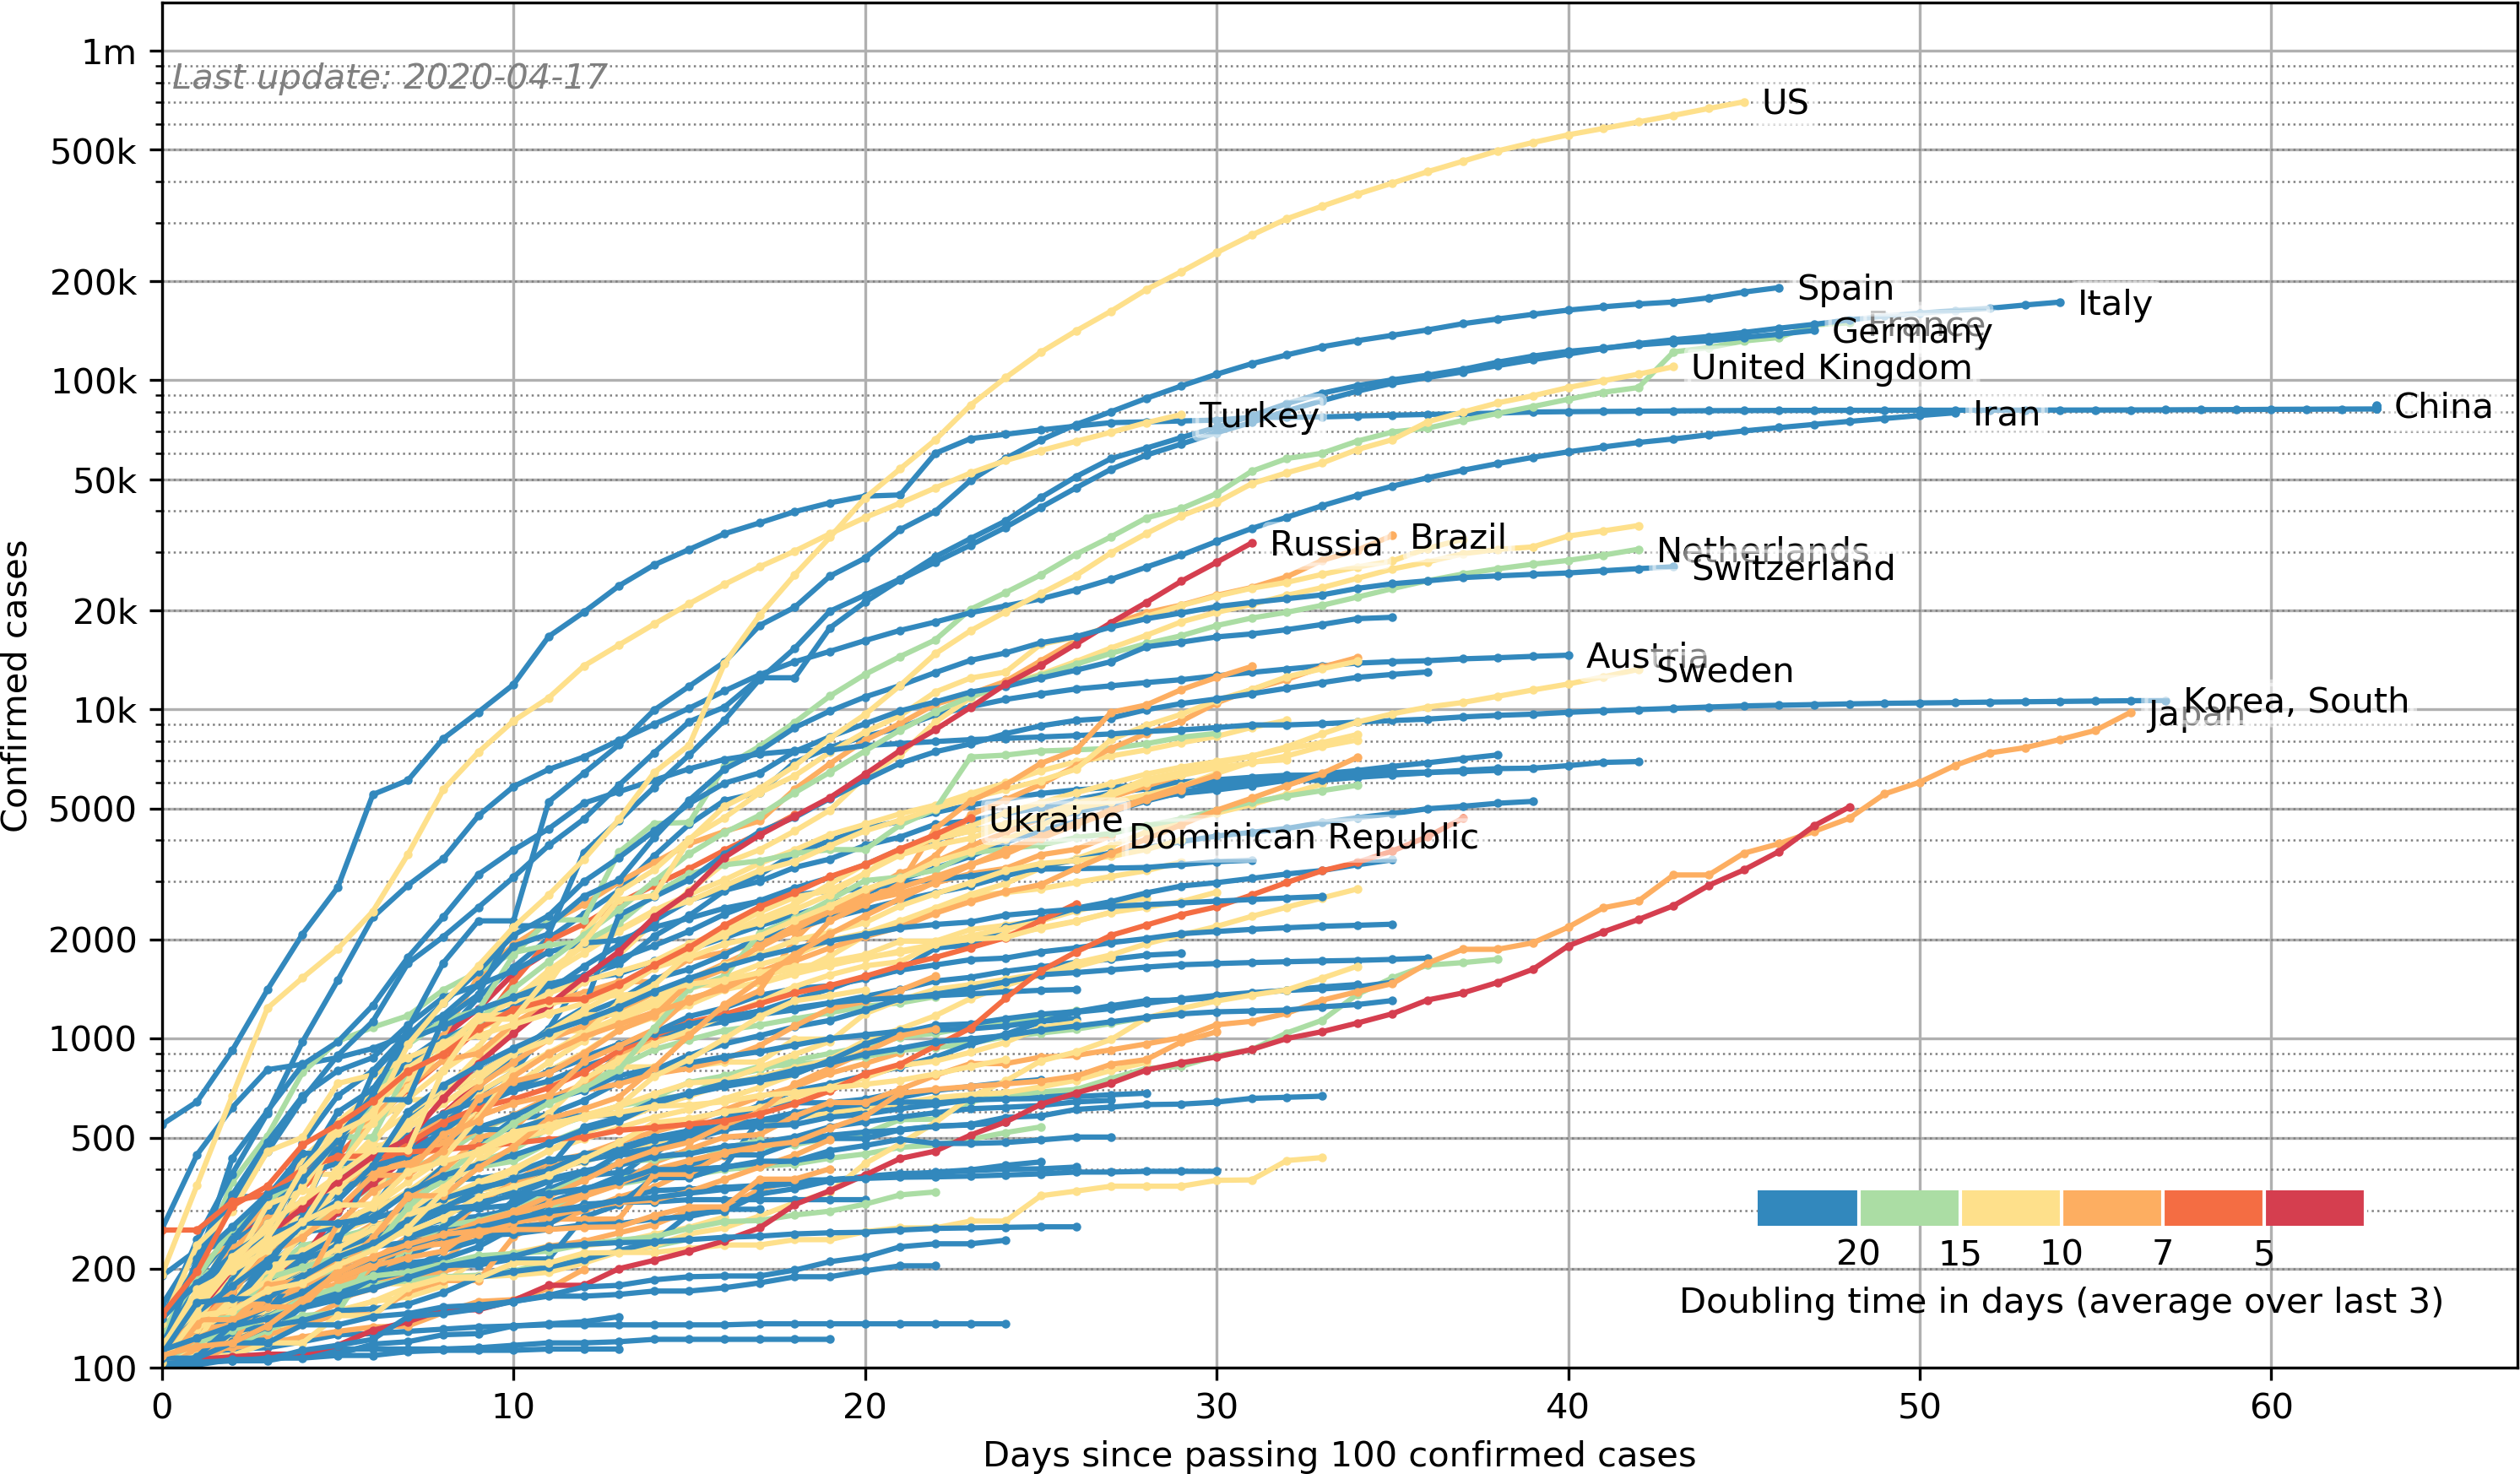 1m
Last update: 2020-04-17
US
500k
200k
Spain
Italy
France
Germany
United Kingdom
100k
Turkey
Iran
China
50k
Russia
Brazil
Netherlands
Switzerland
20k
Austria
Sweden
10k
Korea, South
Japan
5000
Ukraine
Dominican Republic
2000
1000
500
200
100
Confirmed cases
20 15 10 7 5
Doubling time in days (average over last 3)
0 10 20 30 40 50 60
Days since passing 100 confirmed cases